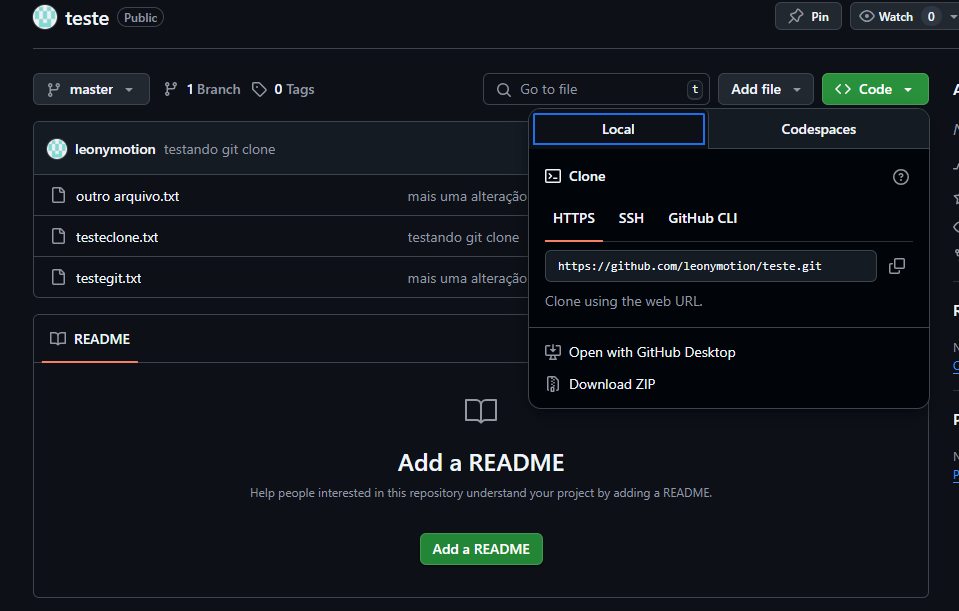 teste Public Pin Watch 0
master 1 Branch 0 Tags Go to file t Add file Code
Local Codespaces
leonymotion testando git clone
Clone
outro arquivo.txt mais uma alteração
HTTPS SSH GitHub CLI
testeclone.txt testando git clone
https://github.com/leonymotion/teste.git
testegit.txt mais uma alteração
Clone using the web URL.
README
Open with GitHub Desktop
Download ZIP
Add a README
Help people interested in this repository understand your project by adding a README.
Add a README